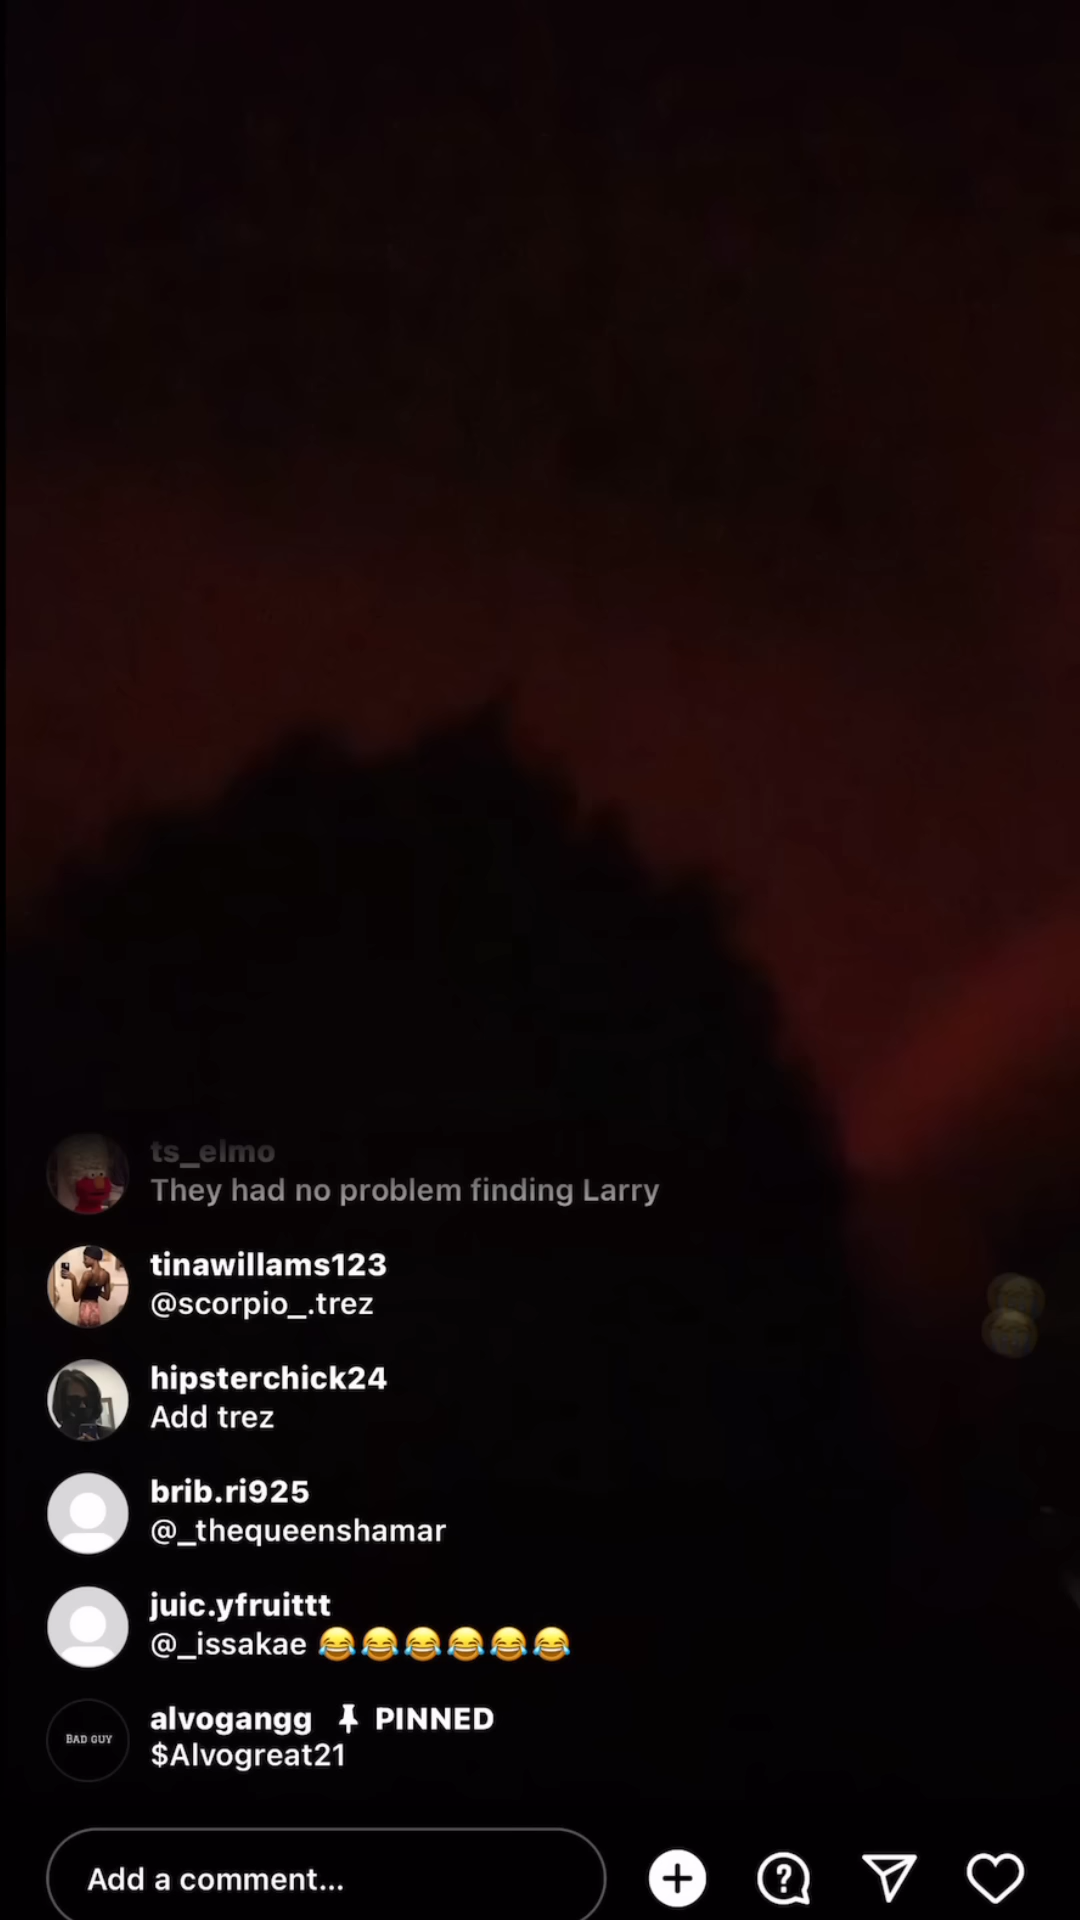 ts_elmo
They had no problem finding Larry
tinawillams123
@scorpio_.trez
hipsterchick24
Add trez
brib.ri925
@_thequeenshamar
juic.yfruittt
@_issakae 😂😂😂😂😂😂
BAD GUY
alvogangg PINNED
$Alvogreat21
Add a comment...